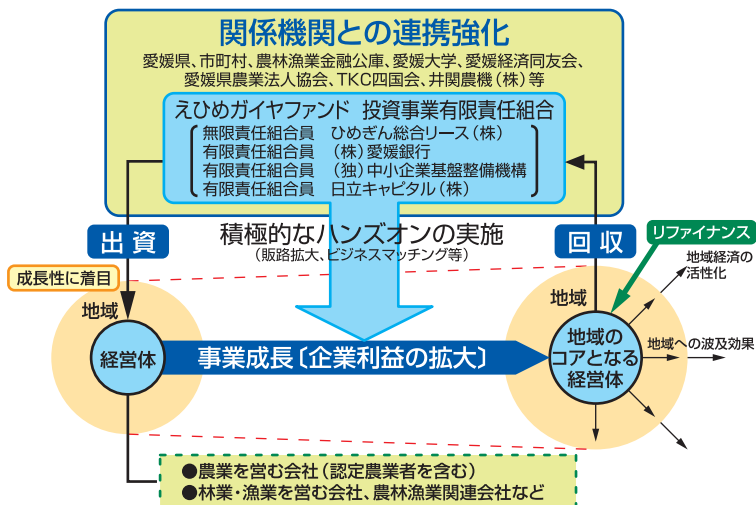 関係機関との連携強化
愛媛県、市町村、農林漁業金融公庫、愛媛大学、愛媛経済同友会、
愛媛県農業法人協会、TKC四国会、井関農機(株)等
えひめガイヤファンド 投資事業有限責任組合
無限責任組合員 ひめぎん総合リース(株)
有限責任組合員 (株)愛媛銀行
有限責任組合員 (独)中小企業基盤整備機構
有限責任組合員 日立キャピタル(株)
出資
積極的なハンズオンの実施
(販路拡大、ビジネスマッチング等)
回収
リファイナンス
成長性に着目
地域
経営体
事業成長〔企業利益の拡大〕
地域
地域の
コアとなる
経営体
地域経済の
活性化
地域への波及効果
●農業を営む会社(認定農業者を含む)
●林業・漁業を営む会社、農林漁業関連会社など